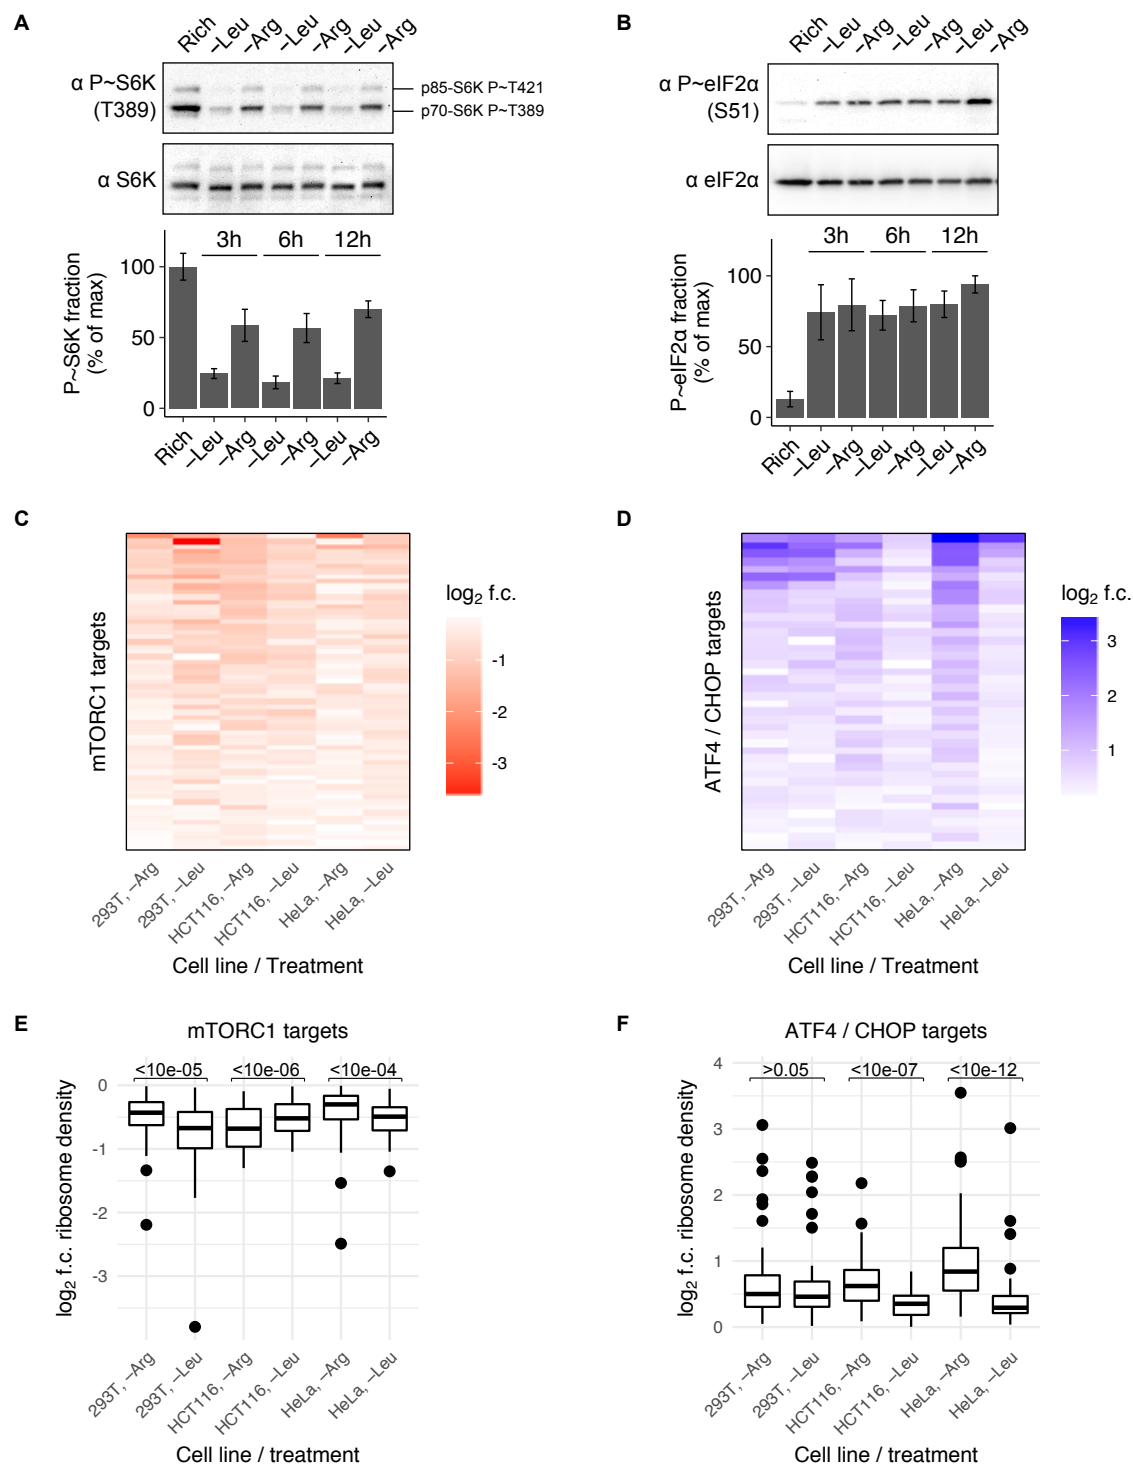 A
Rich –Leu –Arg –Leu –Arg –Leu –Arg
α P~S6K
(T389)
p85-S6K P~T421
p70-S6K P~T389
α S6K
3h 6h 12h
P~S6K fraction
(% of max)
100
50
0
Rich –Leu –Arg –Leu –Arg –Leu –Arg
B
Rich –Leu –Arg –Leu –Arg –Leu –Arg
α P~eIF2α
(S51)
α eIF2α
3h 6h 12h
P~eIF2α fraction
(% of max)
100
50
0
Rich –Leu –Arg –Leu –Arg –Leu –Arg
C
mTORC1 targets
log2 f.c.
-1
-2
-3
293T, –Arg 293T, –Leu HCT116, –Arg HCT116, –Leu HeLa, –Arg HeLa, –Leu
Cell line / Treatment
D
ATF4 / CHOP targets
log2 f.c.
3
2
1
293T, –Arg 293T, –Leu HCT116, –Arg HCT116, –Leu HeLa, –Arg HeLa, –Leu
Cell line / Treatment
E
mTORC1 targets
<10e-05 <10e-06 <10e-04
log2 f.c. ribosome density
0
-1
-2
-3
293T, –Arg 293T, –Leu HCT116, –Arg HCT116, –Leu HeLa, –Arg HeLa, –Leu
Cell line / treatment
F
ATF4 / CHOP targets
>0.05 <10e-07 <10e-12
log2 f.c. ribosome density
4
3
2
1
0
293T, –Arg 293T, –Leu HCT116, –Arg HCT116, –Leu HeLa, –Arg HeLa, –Leu
Cell line / treatment